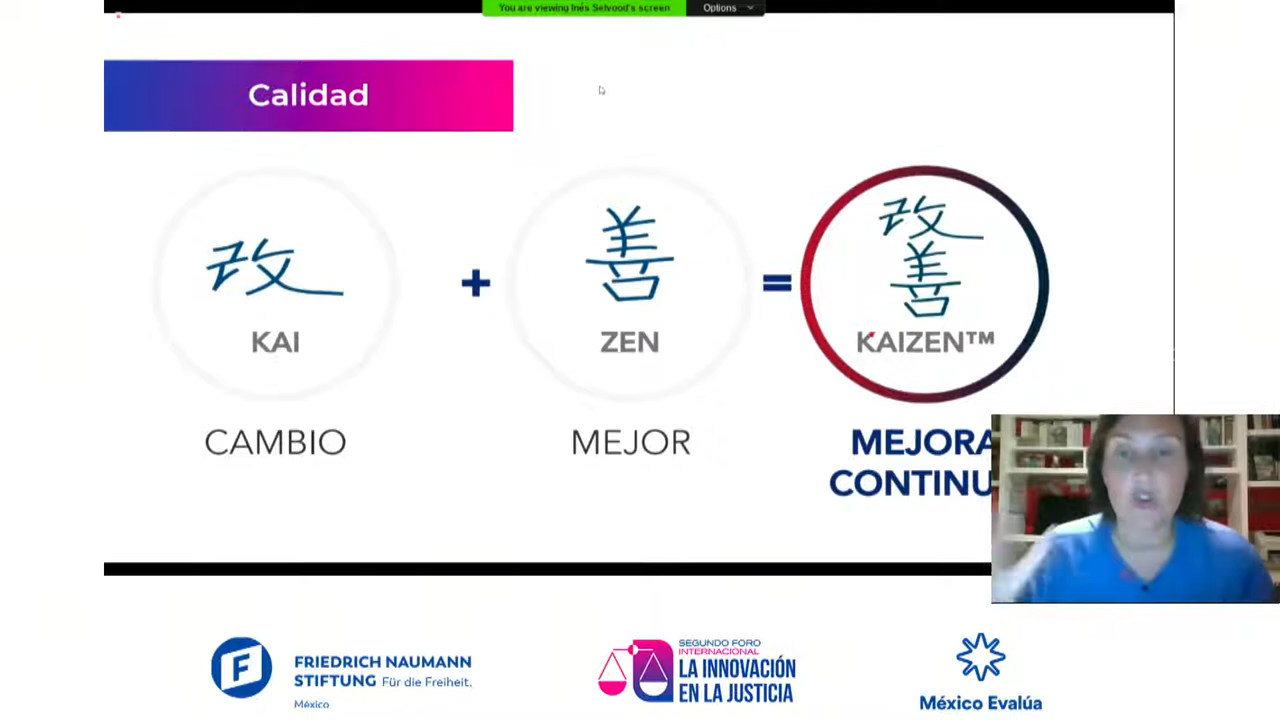 You are viewing Inés Selvood's screen
Options
Calidad
改
KAI
CAMBIO
+
善
ZEN
MEJOR
=
改
善
KAIZEN™
MEJORA
CONTINU
FRIEDRICH NAUMANN
STIFTUNG Für die Freiheit.
México
SEGUNDO FORO
INTERNACIONAL
LA INNOVACIÓN
EN LA JUSTICIA
México Evalúa